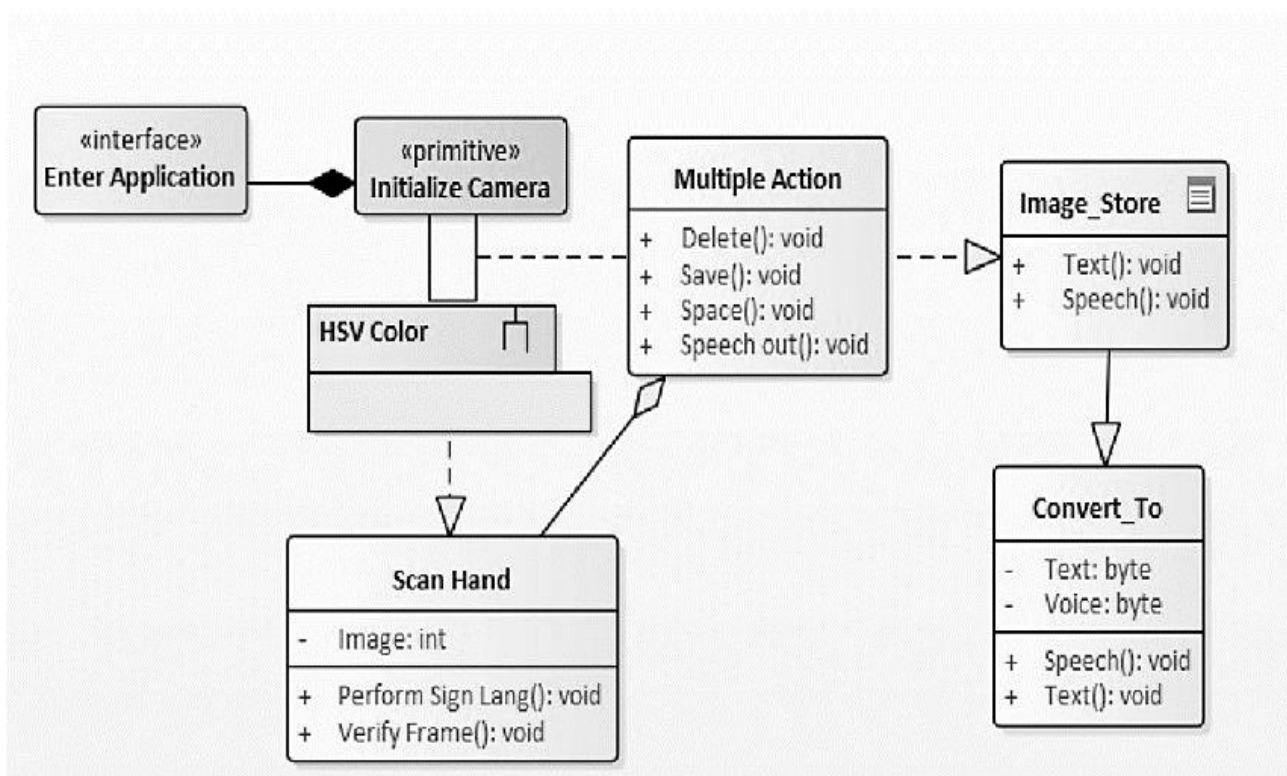 «interface»
Enter Application
«primitive»
Initialize Camera
HSV Color
Multiple Action
+ Delete(): void
+ Save(): void
+ Space(): void
+ Speech out(): void
Image_Store
+ Text(): void
+ Speech(): void
Scan Hand
- Image: int
+ Perform Sign Lang(): void
+ Verify Frame(): void
Convert_To
- Text: byte
- Voice: byte
+ Speech(): void
+ Text(): void